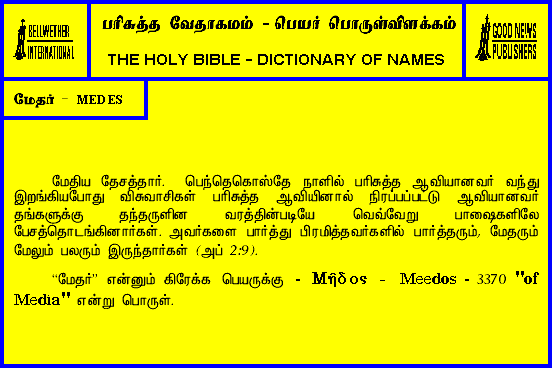 BELLWETHER
INTERNATIONAL
பரிசுத்த வேதாகமம் - பெயர் பொருள்விளக்கம்
THE HOLY BIBLE - DICTIONARY OF NAMES
GOOD NEWS
PUBLISHERS
மேதர் - MEDES
மேதிய தேசத்தார். பெந்தெகொஸ்தே நாளில் பரிசுத்த ஆவியானவர் வந்து
இறங்கியபோது விசுவாசிகள் பரிசுத்த ஆவியினால் நிரப்பப்பட்டு ஆவியானவர்
தங்களுக்கு தந்தருளின வரத்தின்படியே வெவ்வேறு பாஷைகளிலே
பேசத்தொடங்கினார்கள். அவர்களை பார்த்து பிரமித்தவர்களில் பார்த்தரும், மேதரும்
மேலும் பலரும் இருந்தார்கள் (அப் 2:9).
“மேதர்” என்னும் கிரேக்க பெயருக்கு - Μῆδος - Meedos - 3370 "of
Media" என்று பொருள்.